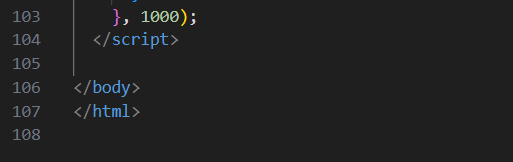 103 }, 1000);
104 </script>
105
106 </body>
107 </html>
108